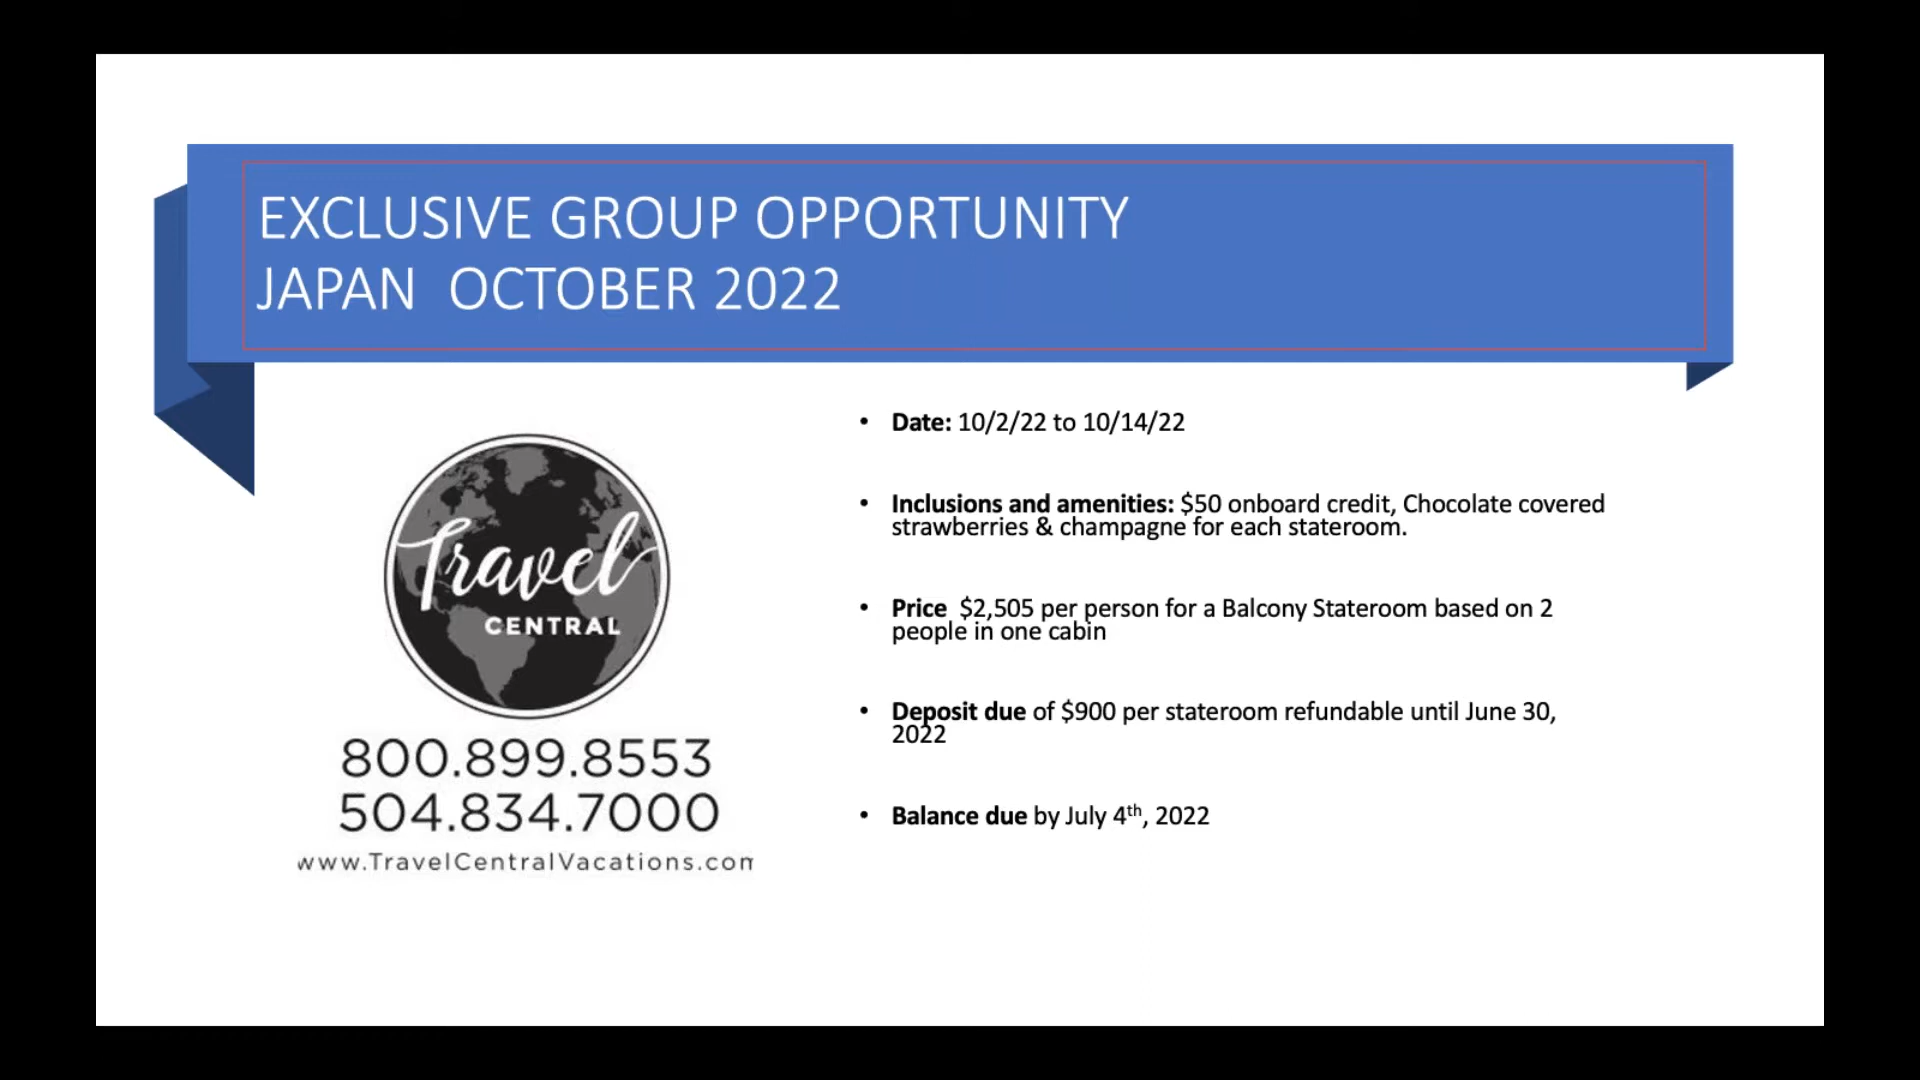 EXCLUSIVE GROUP OPPORTUNITY
JAPAN  OCTOBER 2022
Travel
CENTRAL
800.899.8553
504.834.7000
www.TravelCentralVacations.com
• Date: 10/2/22 to 10/14/22
• Inclusions and amenities: $50 onboard credit, Chocolate covered
strawberries & champagne for each stateroom.
• Price  $2,505 per person for a Balcony Stateroom based on 2
people in one cabin
• Deposit due of $900 per stateroom refundable until June 30,
2022
• Balance due by July 4th, 2022